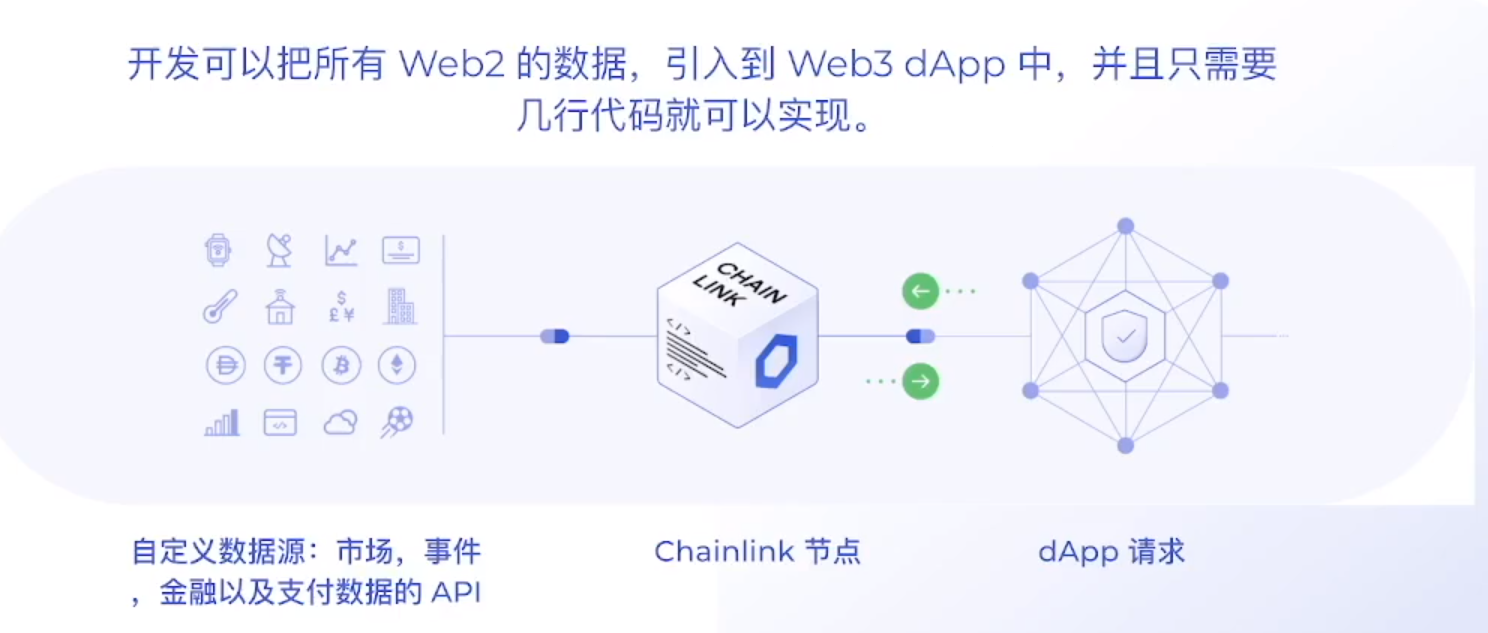 开发可以把所有 Web2 的数据，引入到 Web3 dApp 中，并且只需要
几行代码就可以实现。
CHAIN
LINK
</>
</>
$
$
£ ¥
</>
自定义数据源：市场，事件
，金融以及支付数据的 API
Chainlink 节点
dApp 请求